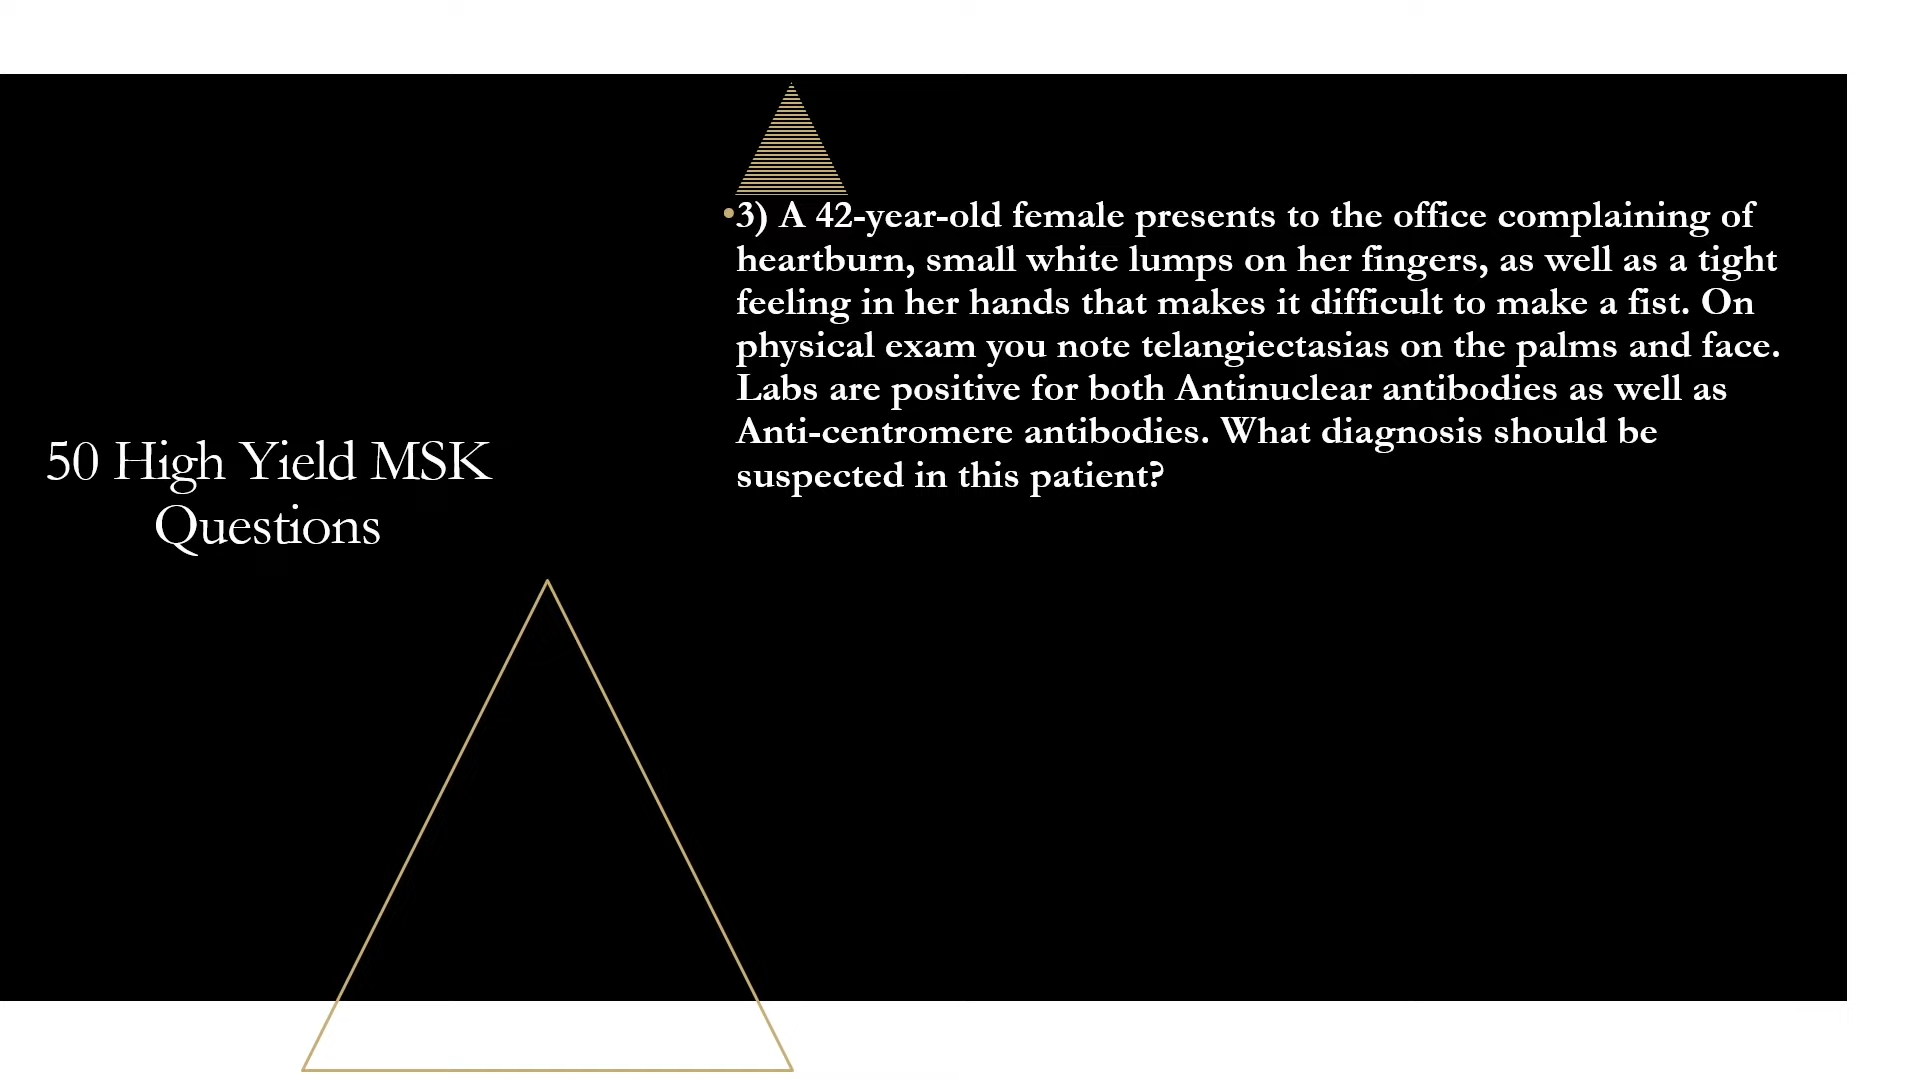 50 High Yield MSK
Questions
•3) A 42-year-old female presents to the office complaining of
heartburn, small white lumps on her fingers, as well as a tight
feeling in her hands that makes it difficult to make a fist. On
physical exam you note telangiectasias on the palms and face.
Labs are positive for both Antinuclear antibodies as well as
Anti-centromere antibodies. What diagnosis should be
suspected in this patient?